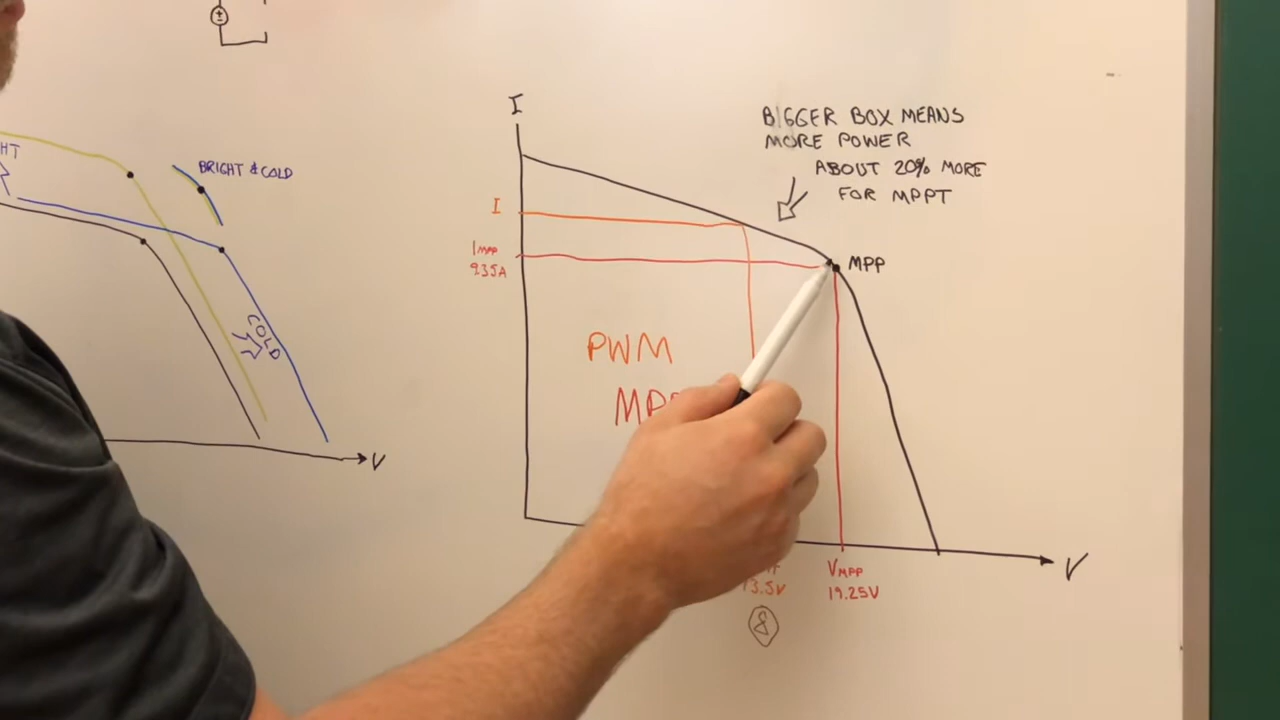 I
BIGGER BOX MEANS
MORE POWER
ABOUT 20% MORE
FOR MPPT
BRIGHT & COLD
I
IMPP
9.35A
MPP
PWM
COLD
V
V
VMPP
13.5V
19.25V
8